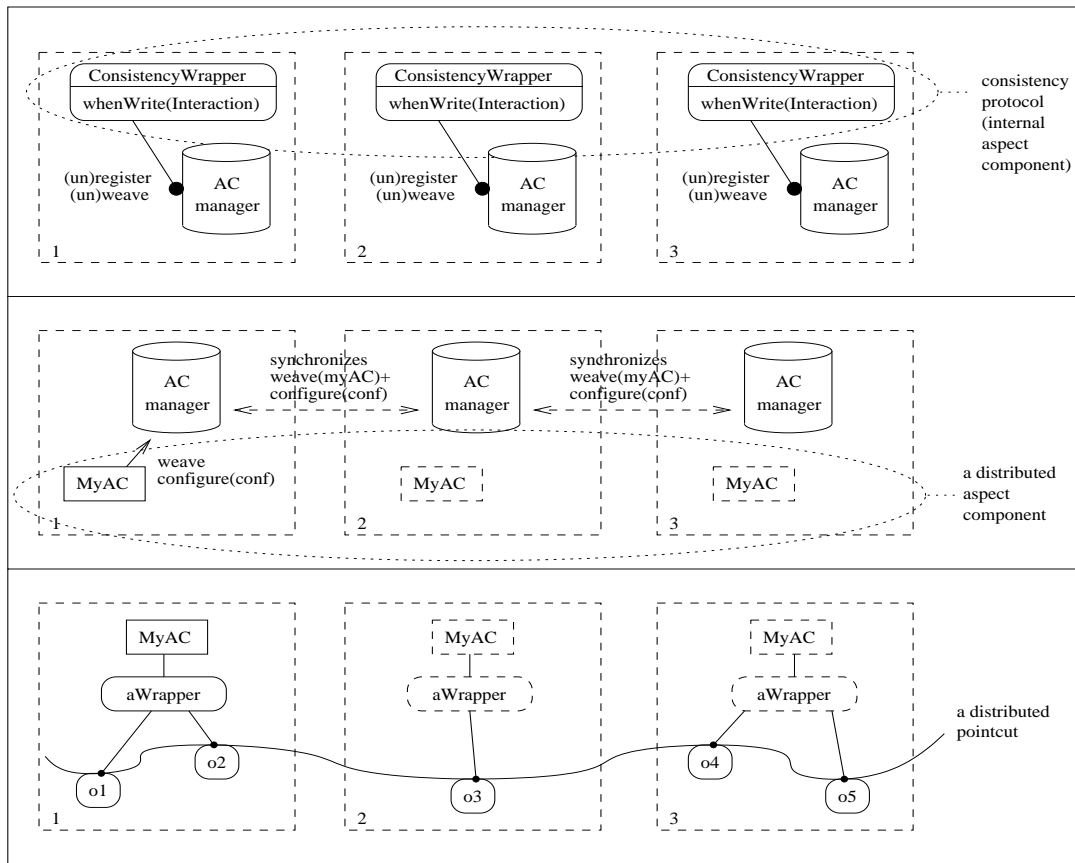 ConsistencyWrapper
whenWrite(Interaction)
(un)register
(un)weave
AC
manager
1
ConsistencyWrapper
whenWrite(Interaction)
(un)register
(un)weave
AC
manager
2
ConsistencyWrapper
whenWrite(Interaction)
(un)register
(un)weave
AC
manager
3
consistency
protocol
(internal
aspect
component)
AC
manager
synchronizes
weave(myAC)+
configure(conf)
AC
manager
synchronizes
weave(myAC)+
configure(conf)
AC
manager
weave
configure(conf)
MyAC
1
MyAC
2
MyAC
3
a distributed
aspect
component
MyAC
aWrapper
o1
o2
1
MyAC
aWrapper
o3
2
MyAC
aWrapper
o4
o5
3
a distributed
pointcut